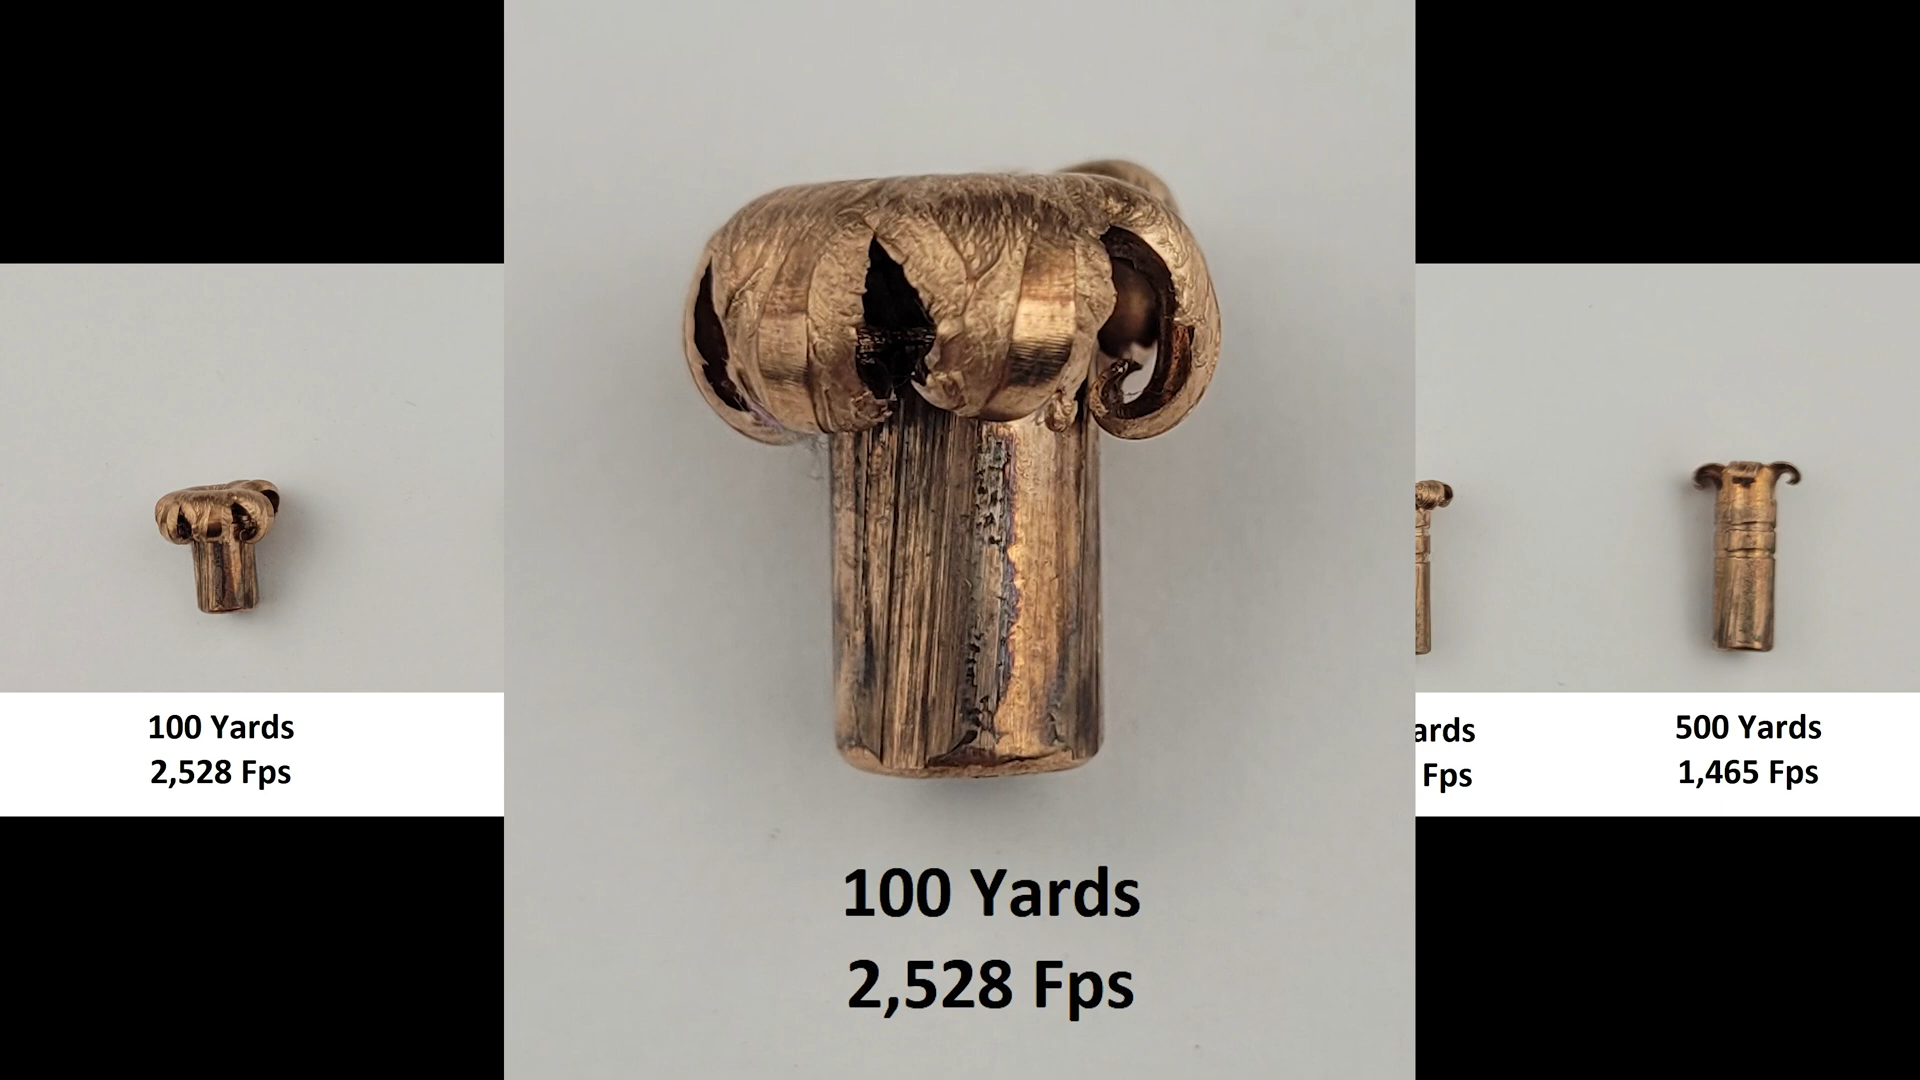 100 Yards
2,528 Fps
100 Yards
2,528 Fps
ards
Fps
500 Yards
1,465 Fps